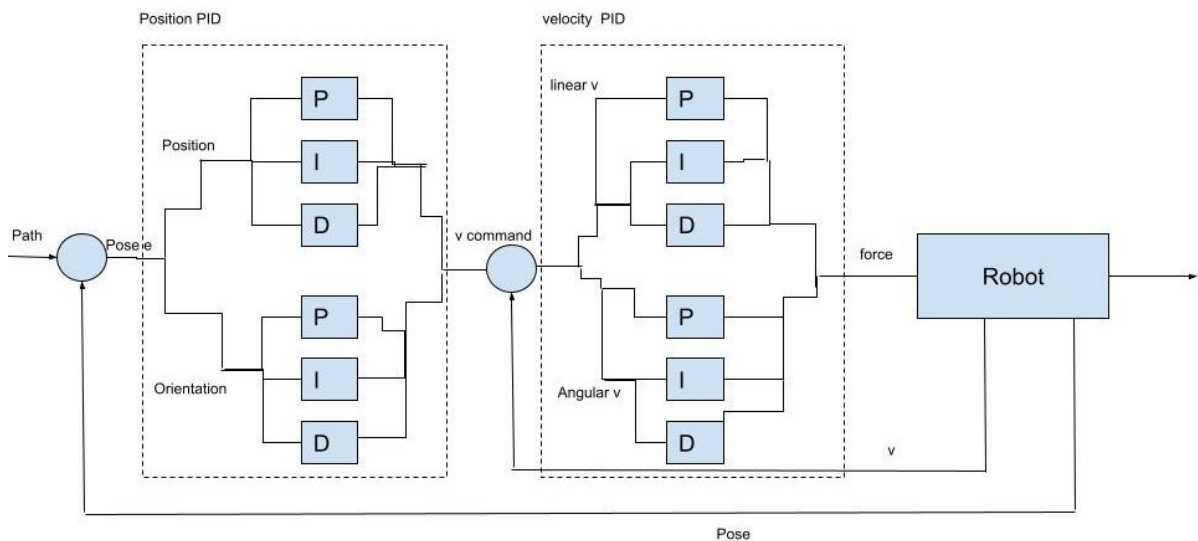 Position PID
velocity PID
linear v
P
P
Position
I
I
D
D
Path
Pose e
v command
force
Robot
P
P
Orientation
I
Angular v
I
D
D
v
Pose